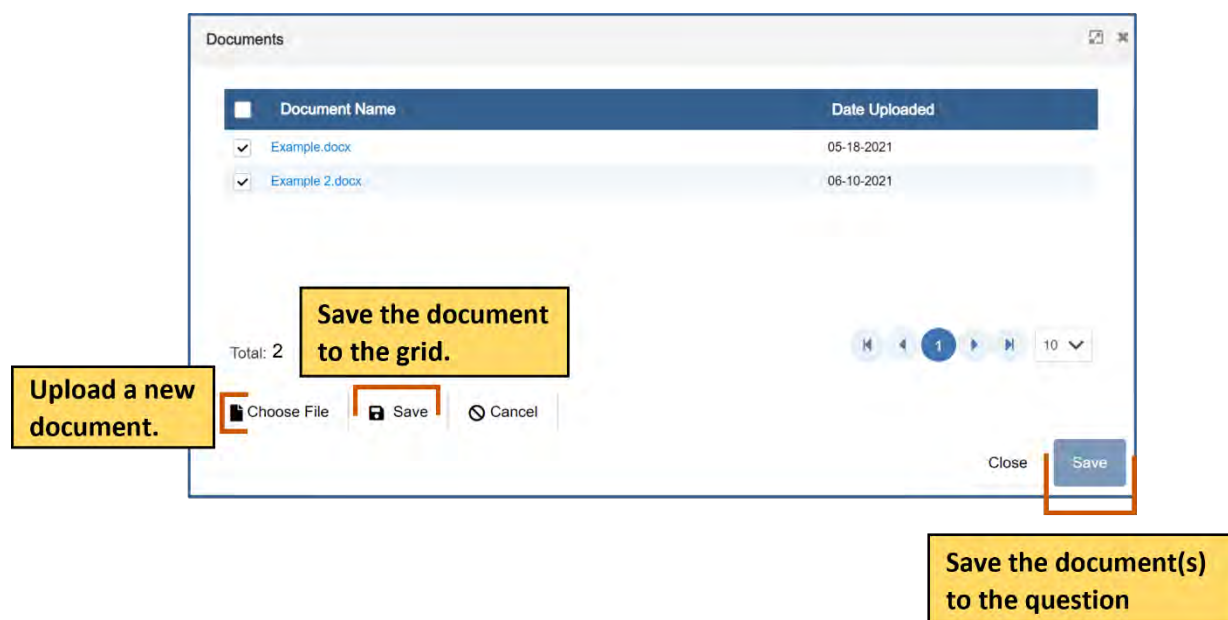 Documents
Document Name Date Uploaded
Example.docx 05-18-2021
Example 2.docx 06-10-2021
Save the document
to the grid.
Total: 2
1 10
Upload a new
document.
Choose File Save Cancel
Close Save
Save the document(s)
to the question